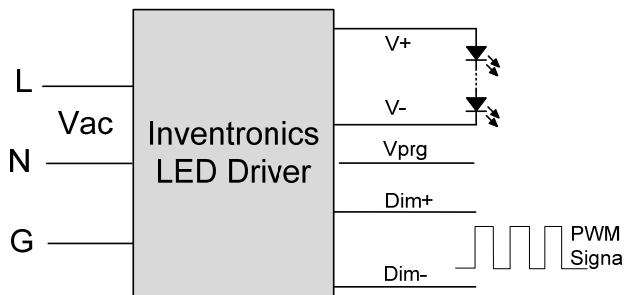 L
Vac
N
G
Inventronics
LED Driver
V+
V-
Vprg
Dim+
Dim-
PWM
Signa